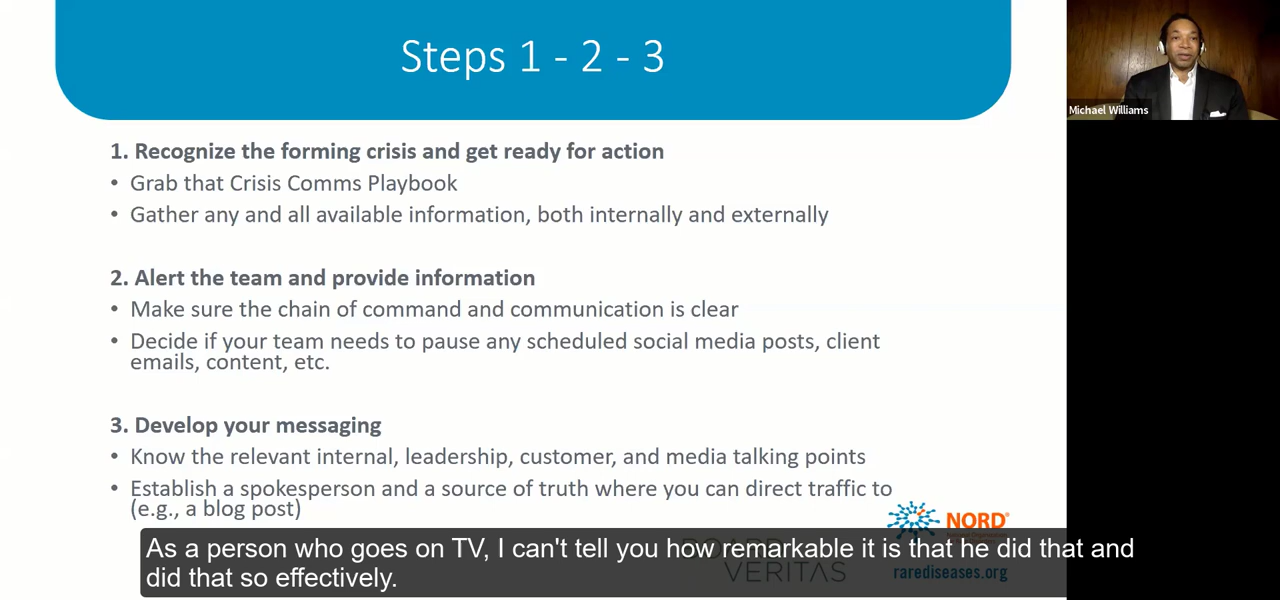 Steps 1 - 2 - 3
Michael Williams
1. Recognize the forming crisis and get ready for action
• Grab that Crisis Comms Playbook
• Gather any and all available information, both internally and externally
2. Alert the team and provide information
• Make sure the chain of command and communication is clear
• Decide if your team needs to pause any scheduled social media posts, client
emails, content, etc.
3. Develop your messaging
• Know the relevant internal, leadership, customer, and media talking points
• Establish a spokesperson and a source of truth where you can direct traffic to
(e.g., a blog post)
NORD®
As a person who goes on TV, I can't tell you how remarkable it is that he did that and
did that so effectively.
VERITAS
rarediseases.org